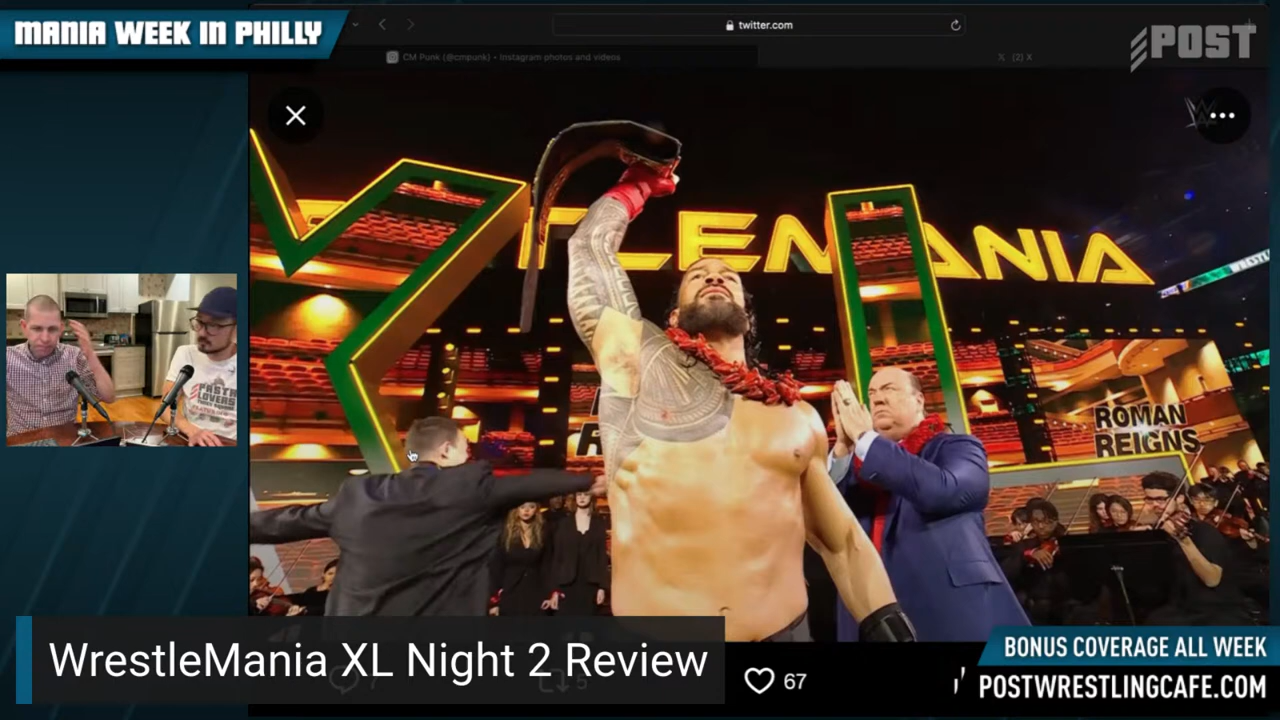 MANIA WEEK IN PHILLY
twitter.com
POST
CM Punk (@cmpunk) • Instagram photos and videos
(2) X
ROMAN
REIGNS
WrestleMania XL Night 2 Review
67
BONUS COVERAGE ALL WEEK
POSTWRESTLINGCAFE.COM